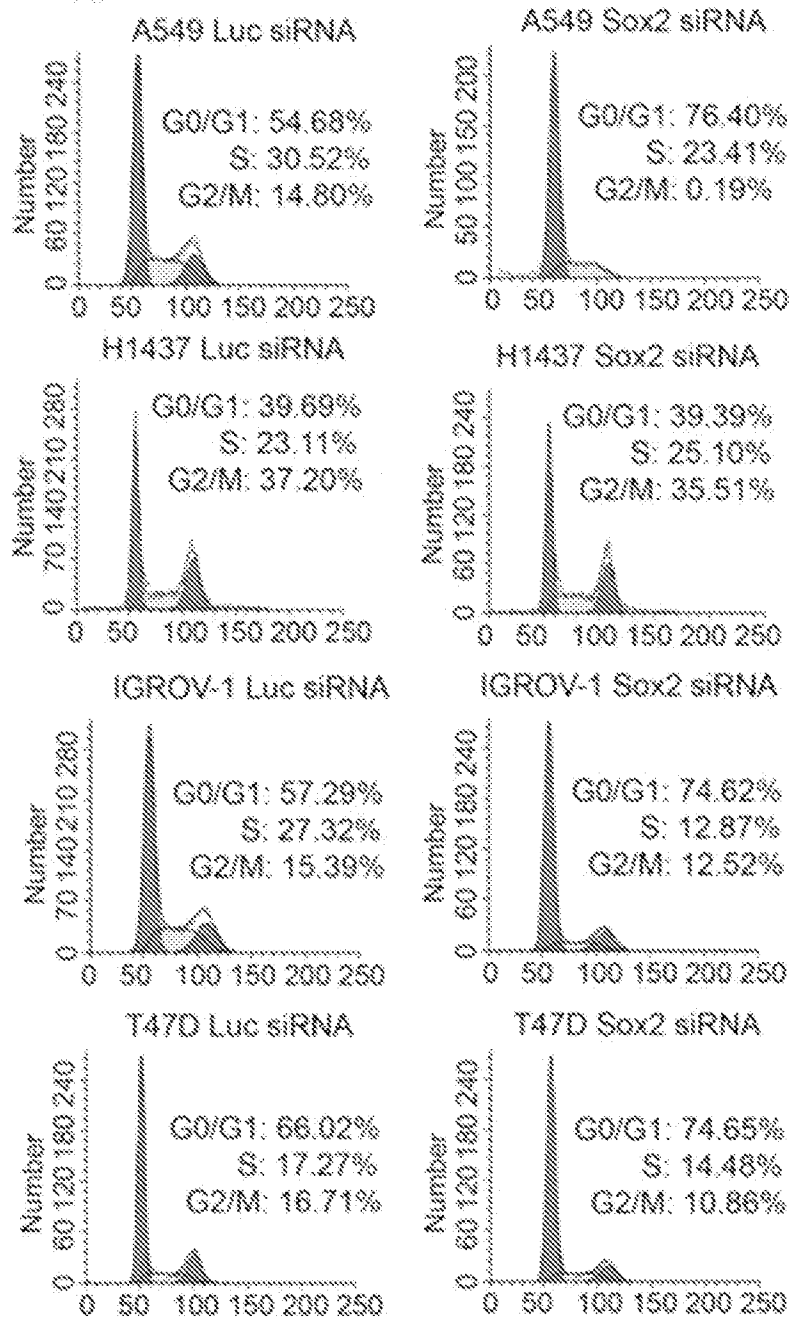 A549 Luc siRNA
Number
0 60 120 180 240
G0/G1: 54.68%
S: 30.52%
G2/M: 14.80%
0 50 100 150 200 250
A549 Sox2 siRNA
Number
0 50 100 150 200
G0/G1: 76.40%
S: 23.41%
G2/M: 0.19%
0 50 100 150 200 250
H1437 Luc siRNA
Number
0 70 140 210 280
G0/G1: 39.69%
S: 23.11%
G2/M: 37.20%
0 50 100 150 200 250
H1437 Sox2 siRNA
Number
0 60 120 180 240
G0/G1: 39.39%
S: 25.10%
G2/M: 35.51%
0 50 100 150 200 250
IGROV-1 Luc siRNA
Number
0 70 140 210 280
G0/G1: 57.29%
S: 27.32%
G2/M: 15.39%
0 50 100 150 200 250
IGROV-1 Sox2 siRNA
Number
0 60 120 180 240
G0/G1: 74.62%
S: 12.87%
G2/M: 12.52%
0 50 100 150 200 250
T47D Luc siRNA
Number
0 60 120 180 240
G0/G1: 66.02%
S: 17.27%
G2/M: 16.71%
0 50 100 150 200 250
T47D Sox2 siRNA
Number
0 60 120 180 240
G0/G1: 74.65%
S: 14.48%
G2/M: 10.86%
0 50 100 150 200 250